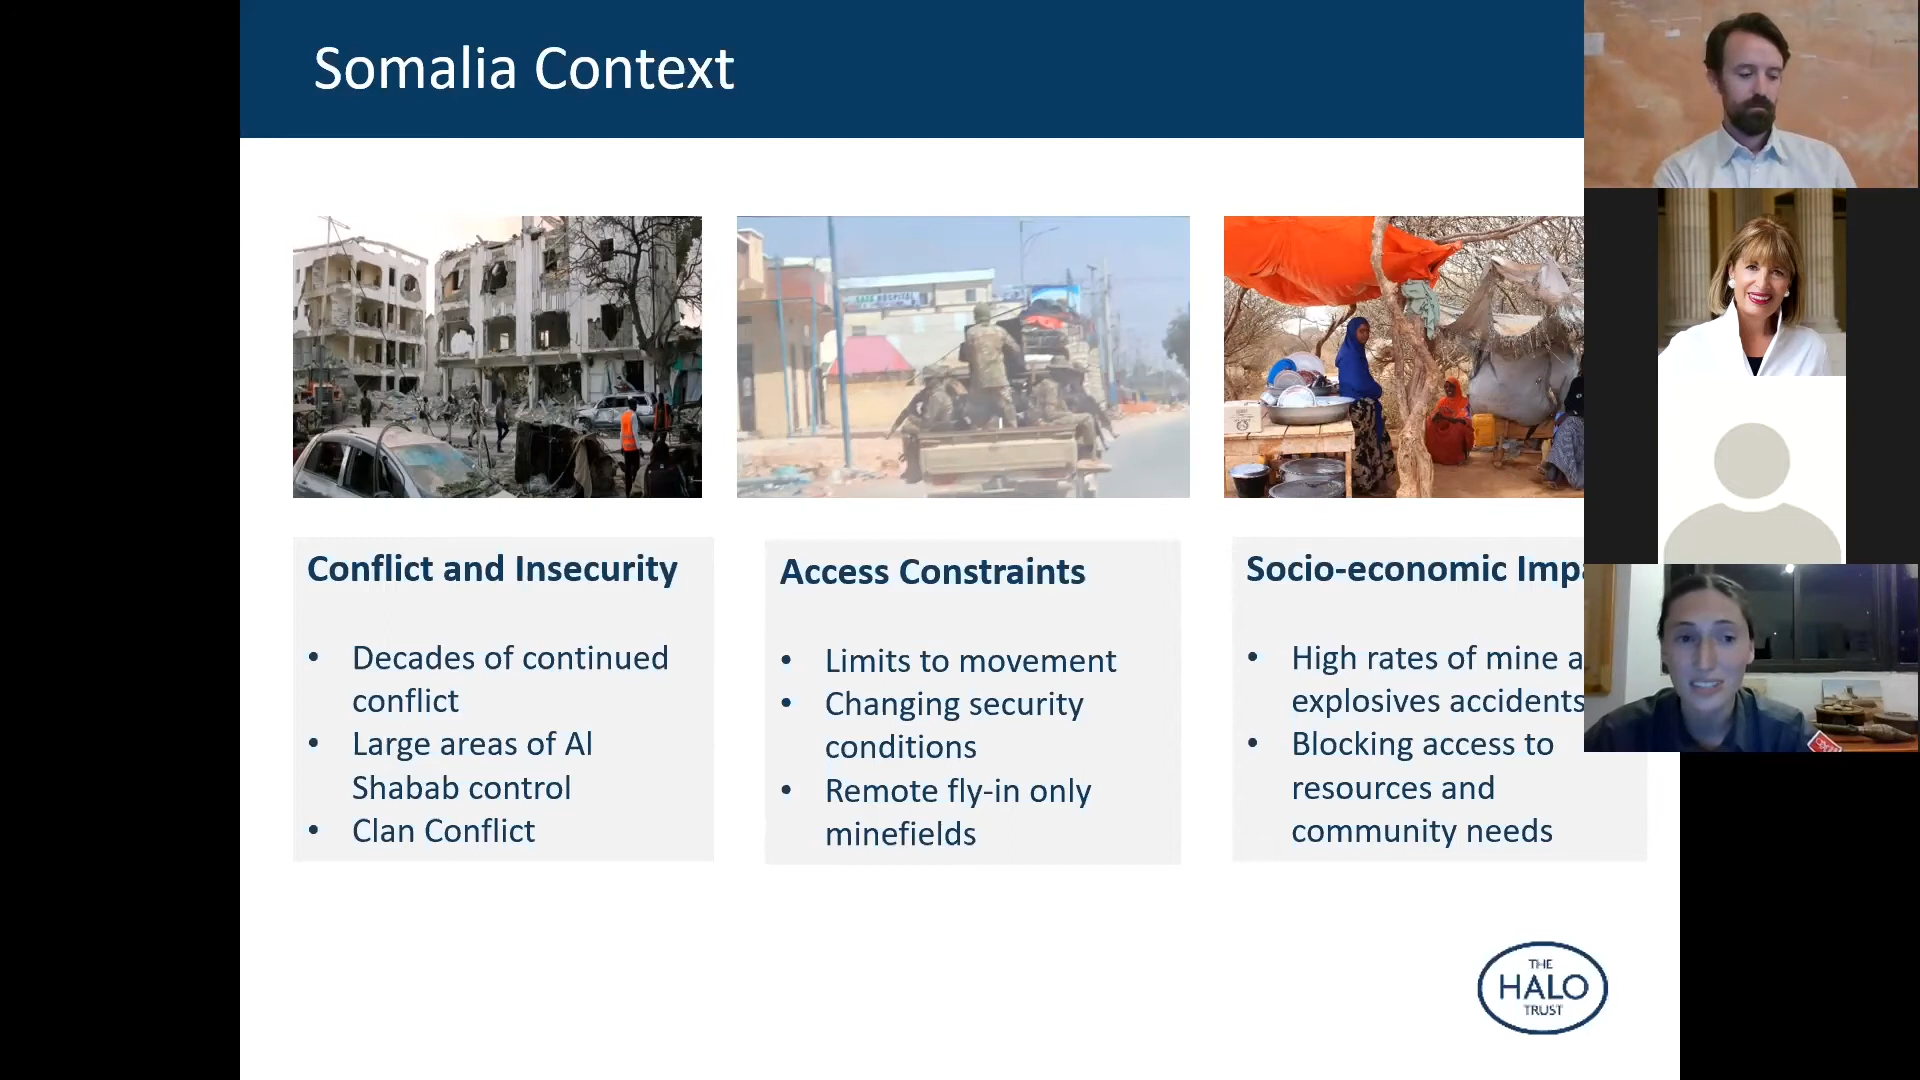 Somalia Context
HOSPITAL
Conflict and Insecurity
• Decades of continued
conflict
• Large areas of Al
Shabab control
• Clan Conflict
Access Constraints
• Limits to movement
• Changing security
conditions
• Remote fly-in only
minefields
Socio-economic Imp
• High rates of mine a
explosives accidents
• Blocking access to
resources and
community needs
THE
HALO
TRUST